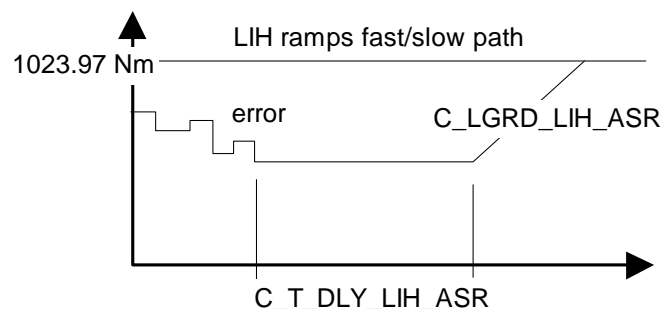 LIH ramps fast/slow path
1023.97 Nm
error
C_LGRD_LIH_ASR
C_T_DLY_LIH_ASR